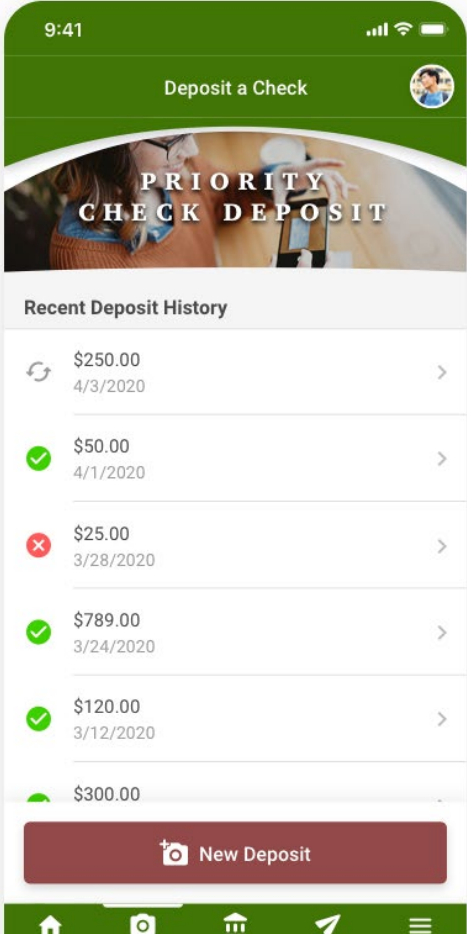 9:41
Deposit a Check
PRIORITY
CHECK DEPOSIT
Recent Deposit History
$250.00
4/3/2020
$50.00
4/1/2020
$25.00
3/28/2020
$789.00
3/24/2020
$120.00
3/12/2020
$300.00
New Deposit